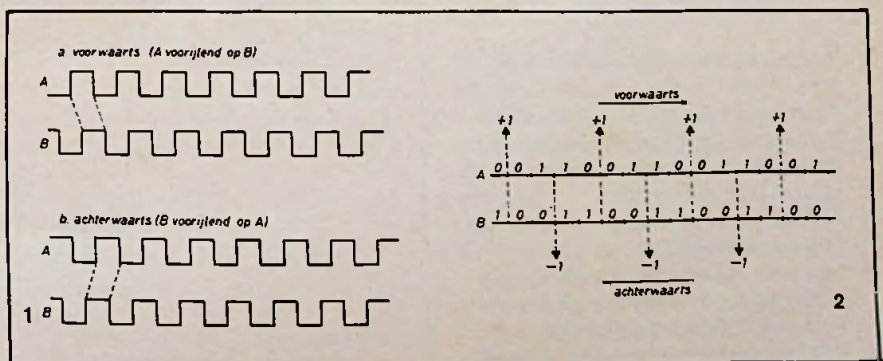 a. voorwaarts (A voorijlend op B)
A
B
b. achterwaarts (B voorijlend op A)
A
B
1
voorwaarts
+1 +1 +1 +1
A 0 0 1 1 0 0 1 1 0 0 1 1 0 0 1
B 1 0 0 1 1 0 0 1 1 0 0 1 1 0 0
-1 -1 -1
achterwaarts
2